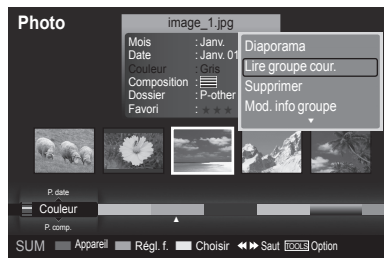 Photo
image_1.jpg
Mois : Janv.
Date : Janv. 01
Couleur : Gris
Composition :
Dossier : P-other
Favori : ★ ★ ★
Diaporama
Lire groupe cour.
Supprimer
Mod. info groupe
P. date
Couleur
P. comp.
SUM Appareil Régl. f. Choisir Saut TOOLS Option